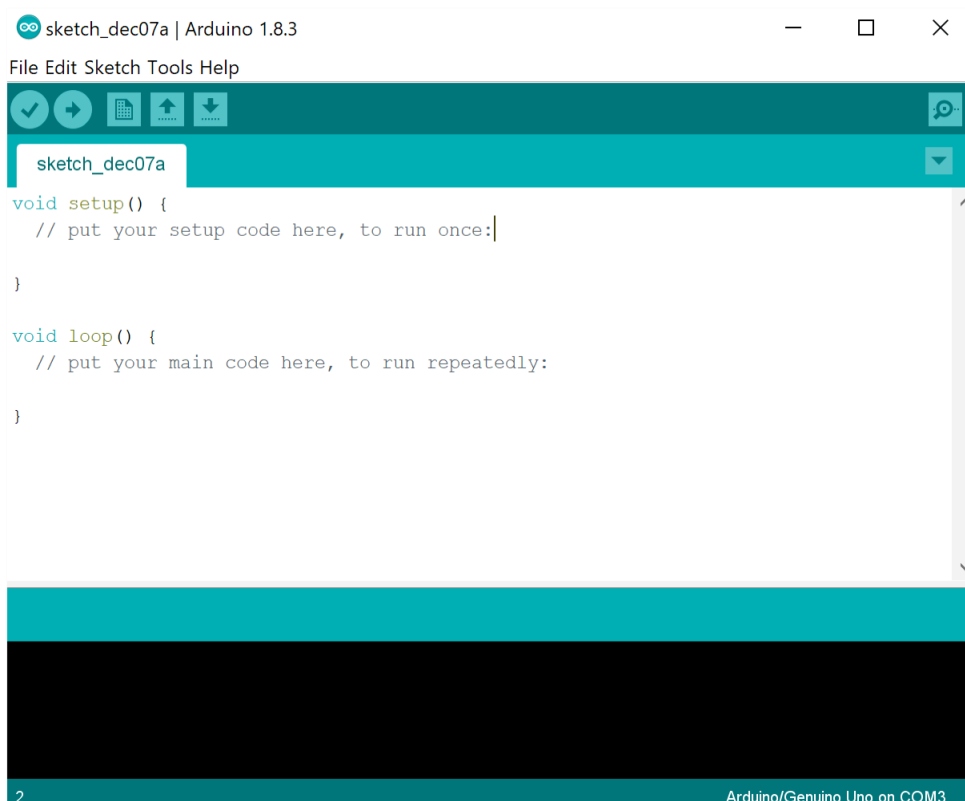 sketch_dec07a | Arduino 1.8.3
File Edit Sketch Tools Help
sketch_dec07a
void setup() {
  // put your setup code here, to run once:
}
void loop() {
  // put your main code here, to run repeatedly:
}
2 Arduino/Genuino Uno on COM3